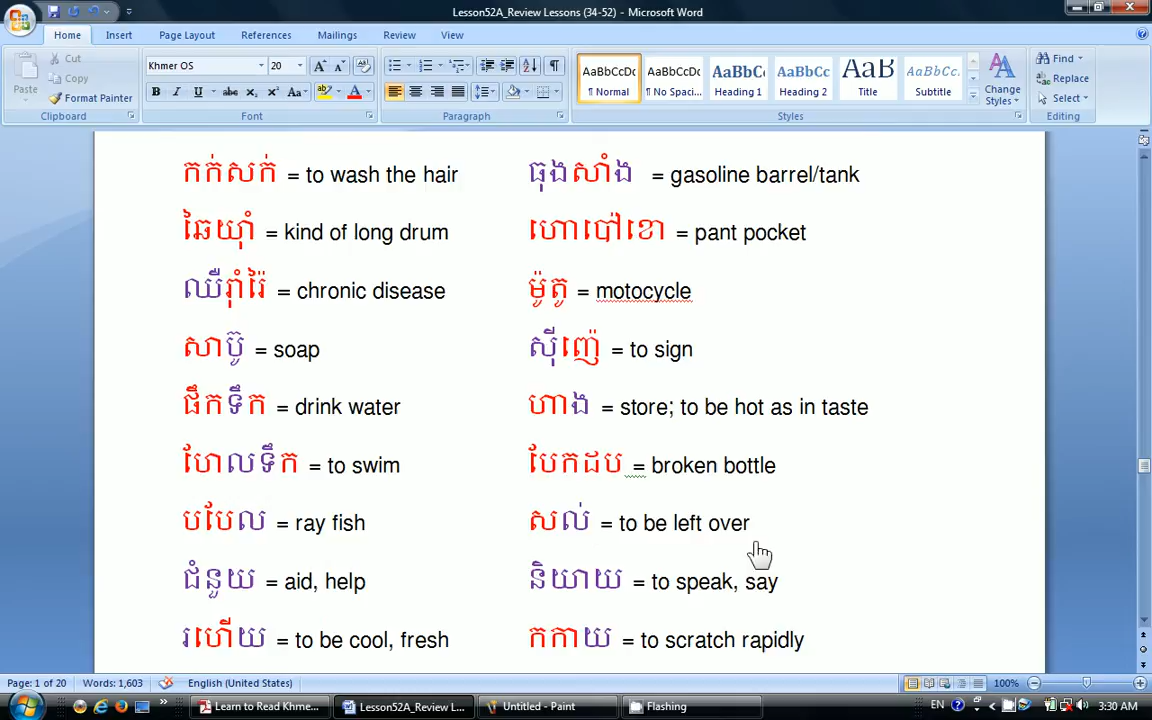 Lesson52A_Review Lessons (34-52) - Microsoft Word
Home Insert Page Layout References Mailings Review View
Paste
Cut
Copy
Format Painter
Khmer OS 20
AaBbCcDc AaBbCcDc AaBbC AaBbCc AaB AaBbCc
¶ Normal ¶ No Spaci... Heading 1 Heading 2 Title Subtitle
Change Styles
Find
Replace
Select
Clipboard Font Paragraph Styles Editing
កក់សក់ = to wash the hair ធុងសាំង = gasoline barrel/tank
ឆៃយ៉ាំ = kind of long drum ហោប៉ៅខោ = pant pocket
ឈឺរ៉ាំរ៉ៃ = chronic disease ម៉ូតូ = motocycle
សាប៊ូ = soap ស៊ីញ៉េ = to sign
ផឹកទឹក = drink water ហាង = store; to be hot as in taste
ហែលទឹក = to swim បែកដប = broken bottle
បបែល = ray fish សល់ = to be left over
ជំនួយ = aid, help និយាយ = to speak, say
រហើយ = to be cool, fresh កកាយ = to scratch rapidly
Page: 1 of 20 Words: 1,603 English (United States) 100%
Learn to Read Khme... Lesson52A_Review L... Untitled - Paint Flashing EN 3:30 AM